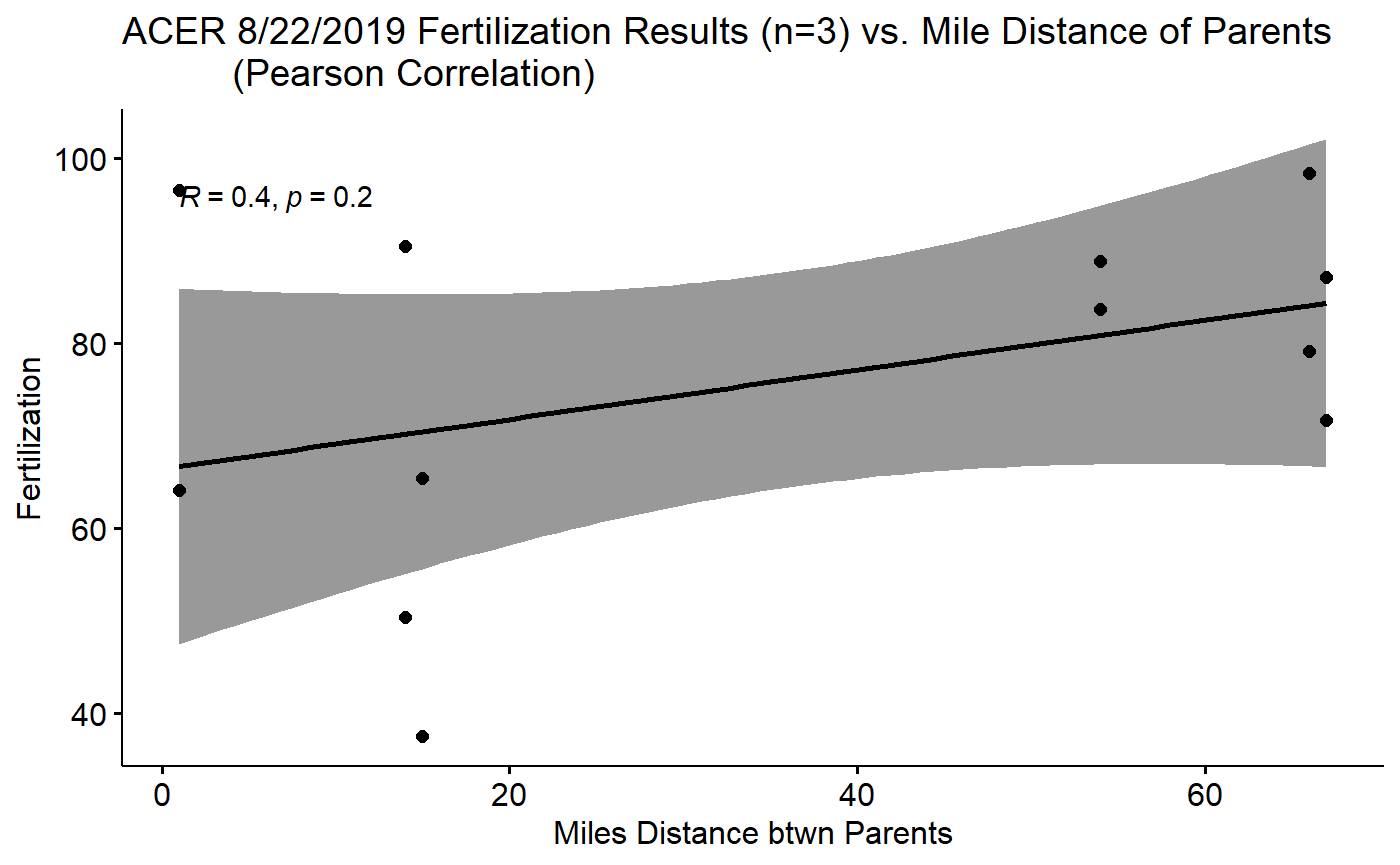 ACER 8/22/2019 Fertilization Results (n=3) vs. Mile Distance of Parents
(Pearson Correlation)
100
R = 0.4, p = 0.2
80
Fertilization
60
40
0 20 40 60
Miles Distance btwn Parents